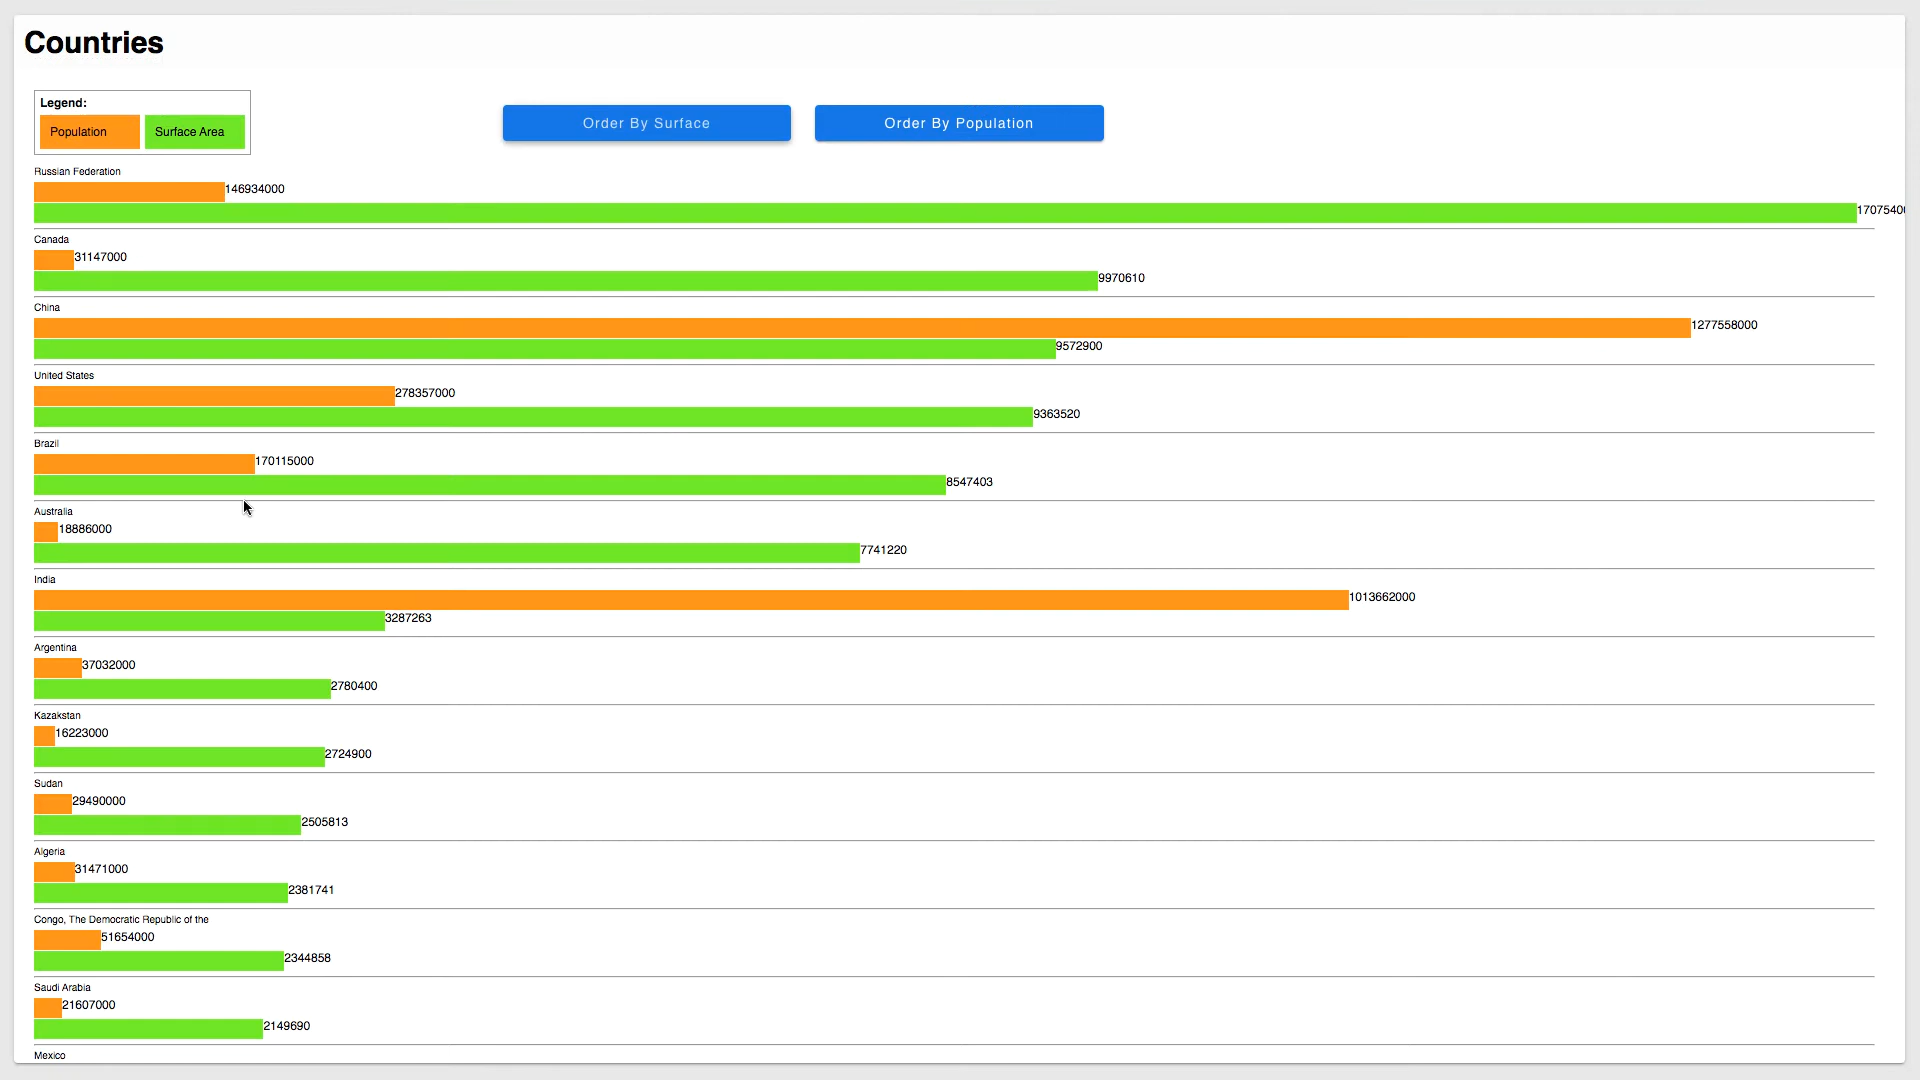 Countries
Legend:
Population Surface Area
Order By Surface Order By Population
Russian Federation
146934000
1707540
Canada
31147000
9970610
China
1277558000
9572900
United States
278357000
9363520
Brazil
170115000
8547403
Australia
18886000
7741220
India
1013662000
3287263
Argentina
37032000
2780400
Kazakstan
16223000
2724900
Sudan
29490000
2505813
Algeria
31471000
2381741
Congo, The Democratic Republic of the
51654000
2344858
Saudi Arabia
21607000
2149690
Mexico